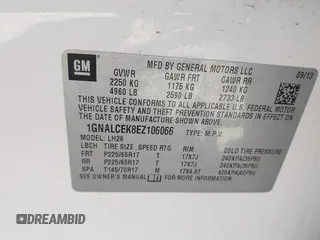 GM
MFD BY GENERAL MOTORS LLC
09/13
GVWR GAWR FRT GAWR RR
2250 KG 1175 KG 1240 KG
4960 LB 2590 LB 2733 LB
THIS VEHICLE CONFORMS TO ALL APPLICABLE U.S. FEDERAL MOTOR
VEHICLE SAFETY AND THEFT PREVENTION STANDARDS IN EFFECT ON
THE DATE OF MANUFACTURE SHOWN ABOVE.
1GNALCEK8EZ106066 TYPE: M.P.V.
MODEL: LH26
LBCH TIRE SIZE SPEED RTG R/M COLD TIRE PRESSURE
FRT P225/65R17 T 17X7J 240KPA(35PSI)
RR P225/65R17 T 17X7J 240KPA(35PSI)
SPA T145/70R17 M 17X4.5T 420KPA(60PSI)
SEE OWNER'S MANUAL FOR ADDITIONAL INFORMATION
IMPACT